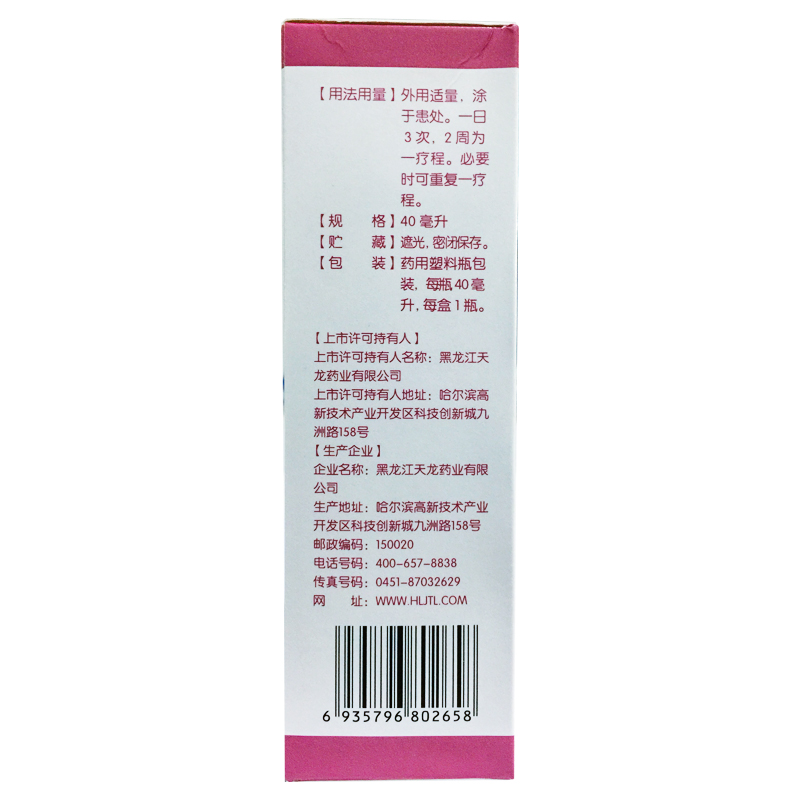 【用法用量】外用适量，涂
于患处。一日
3次，2周为
一疗程。必要
时可重复一疗
程。
【规　　格】40毫升
【贮　　藏】遮光，密闭保存。
【包　　装】药用塑料瓶包
装，每瓶40毫
升，每盒1瓶。
【上市许可持有人】
上市许可持有人名称：黑龙江天
龙药业有限公司
上市许可持有人地址：哈尔滨高
新技术产业开发区科技创新城九
洲路158号
【生产企业】
企业名称：黑龙江天龙药业有限
公司
生产地址：哈尔滨高新技术产业
开发区科技创新城九洲路158号
邮政编码：150020
电话号码：400-657-8838
传真号码：0451-87032629
网　　址：WWW.HLJTL.COM
6 935796 802658